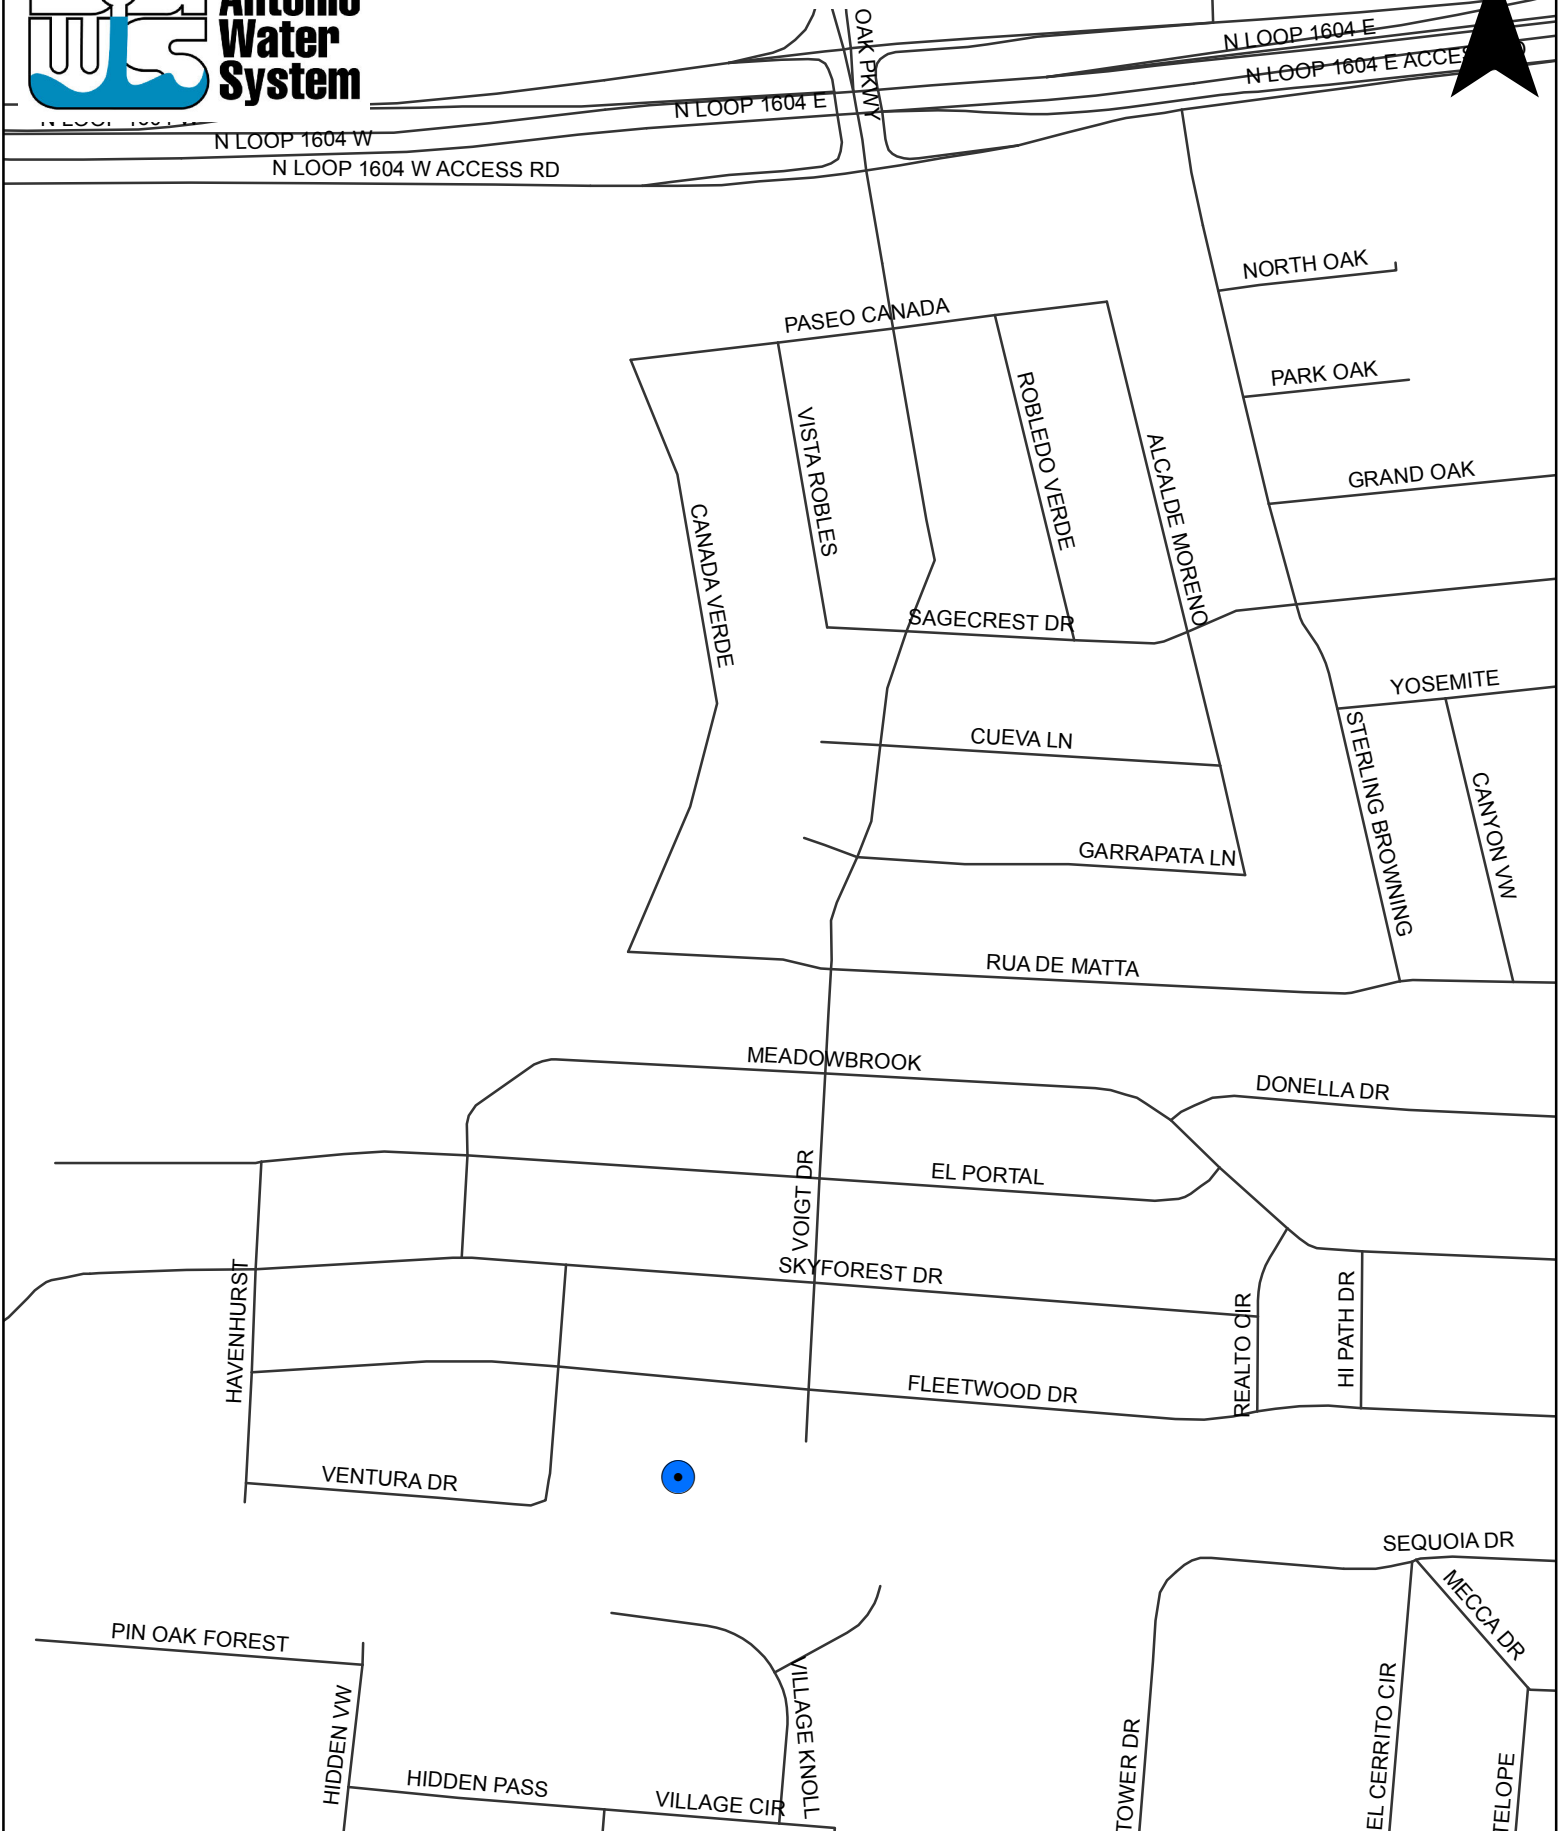 Water
System
OAK PKWY
N LOOP 1604 E
N LOOP 1604 E
N LOOP 1604 W
N LOOP 1604 W ACCESS RD
NORTH OAK
PASEO CANADA
PARK OAK
VISTA ROBLES
ROBLEDO VERDE
ALCALDE MORENO
GRAND OAK
CANADA VERDE
SAGECREST DR
YOSEMITE
CUEVA LN
STERLING BROWNING
CANYON VW
GARRAPATA LN
RUA DE MATTA
MEADOWBROOK
DONELLA DR
EL PORTAL
VOIGT DR
SKYFOREST DR
HAVENHURST
REALTO CIR
HI PATH DR
FLEETWOOD DR
VENTURA DR
SEQUOIA DR
MECCA DR
PIN OAK FOREST
VILLAGE KNOLL
HIDDEN VW
HIDDEN PASS
VILLAGE CIR
TOWER DR
EL CERRITO CIR
TELOPE